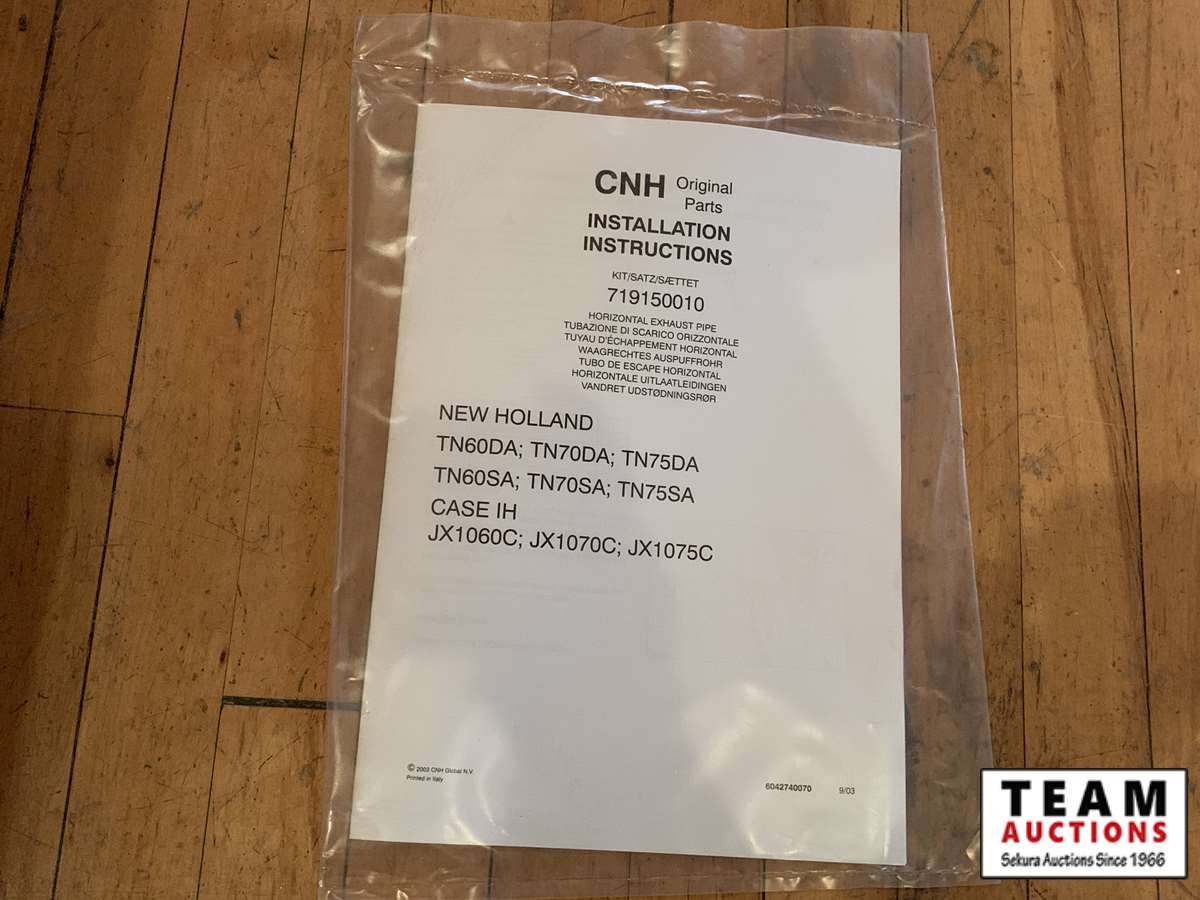 CNH Original
Parts
INSTALLATION
INSTRUCTIONS
KIT/SATZ/SÆTTET
719150010
HORIZONTAL EXHAUST PIPE
TUBAZIONE DI SCARICO ORIZZONTALE
TUYAU D'ÉCHAPPEMENT HORIZONTAL
WAAGRECHTES AUSPUFFROHR
TUBO DE ESCAPE HORIZONTAL
HORIZONTALE UITLAATLEIDINGEN
VANDRET UDSTØDNINGSRØR
NEW HOLLAND
TN60DA; TN70DA; TN75DA
TN60SA; TN70SA; TN75SA
CASE IH
JX1060C; JX1070C; JX1075C
© 2003 CNH Global N.V.
Printed in Italy
6042740070 9/03
TEAM
AUCTIONS
Sekura Auctions Since 1966